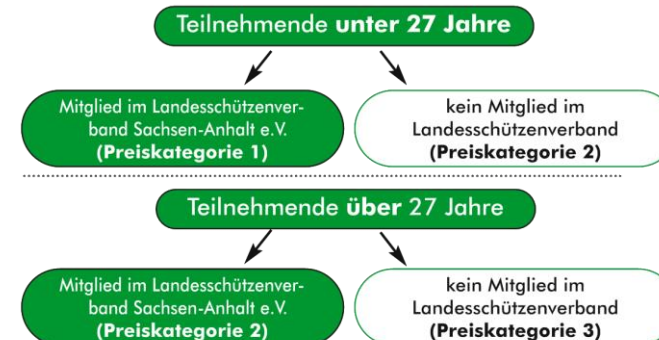 Teilnehmende unter 27 Jahre
Mitglied im Landesschützenver-
band Sachsen-Anhalt e.V.
(Preiskategorie 1)
kein Mitglied im
Landesschützenverband
(Preiskategorie 2)
Teilnehmende über 27 Jahre
Mitglied im Landesschützenver-
band Sachsen-Anhalt e.V.
(Preiskategorie 2)
kein Mitglied im
Landesschützenverband
(Preiskategorie 3)